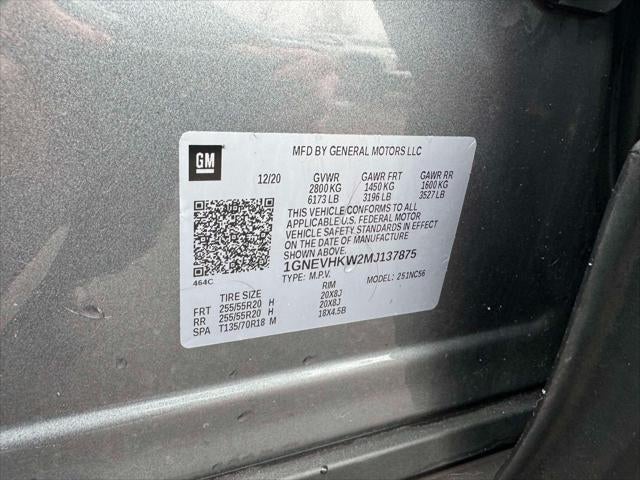 GM
MFD BY GENERAL MOTORS LLC
12/20 GVWR GAWR FRT GAWR RR
2800 KG 1450 KG 1600 KG
6173 LB 3196 LB 3527 LB
THIS VEHICLE CONFORMS TO ALL
APPLICABLE U.S. FEDERAL MOTOR
VEHICLE SAFETY STANDARDS IN EFFECT
ON THE DATE OF MANUFACTURE
SHOWN ABOVE.
1GNEVHKW2MJ137875
464C TYPE: M.P.V. MODEL: 251NC56
TIRE SIZE RIM
FRT 255/55R20 H 20X8J
RR 255/55R20 H 20X8J
SPA T135/70R18 M 18X4.5B